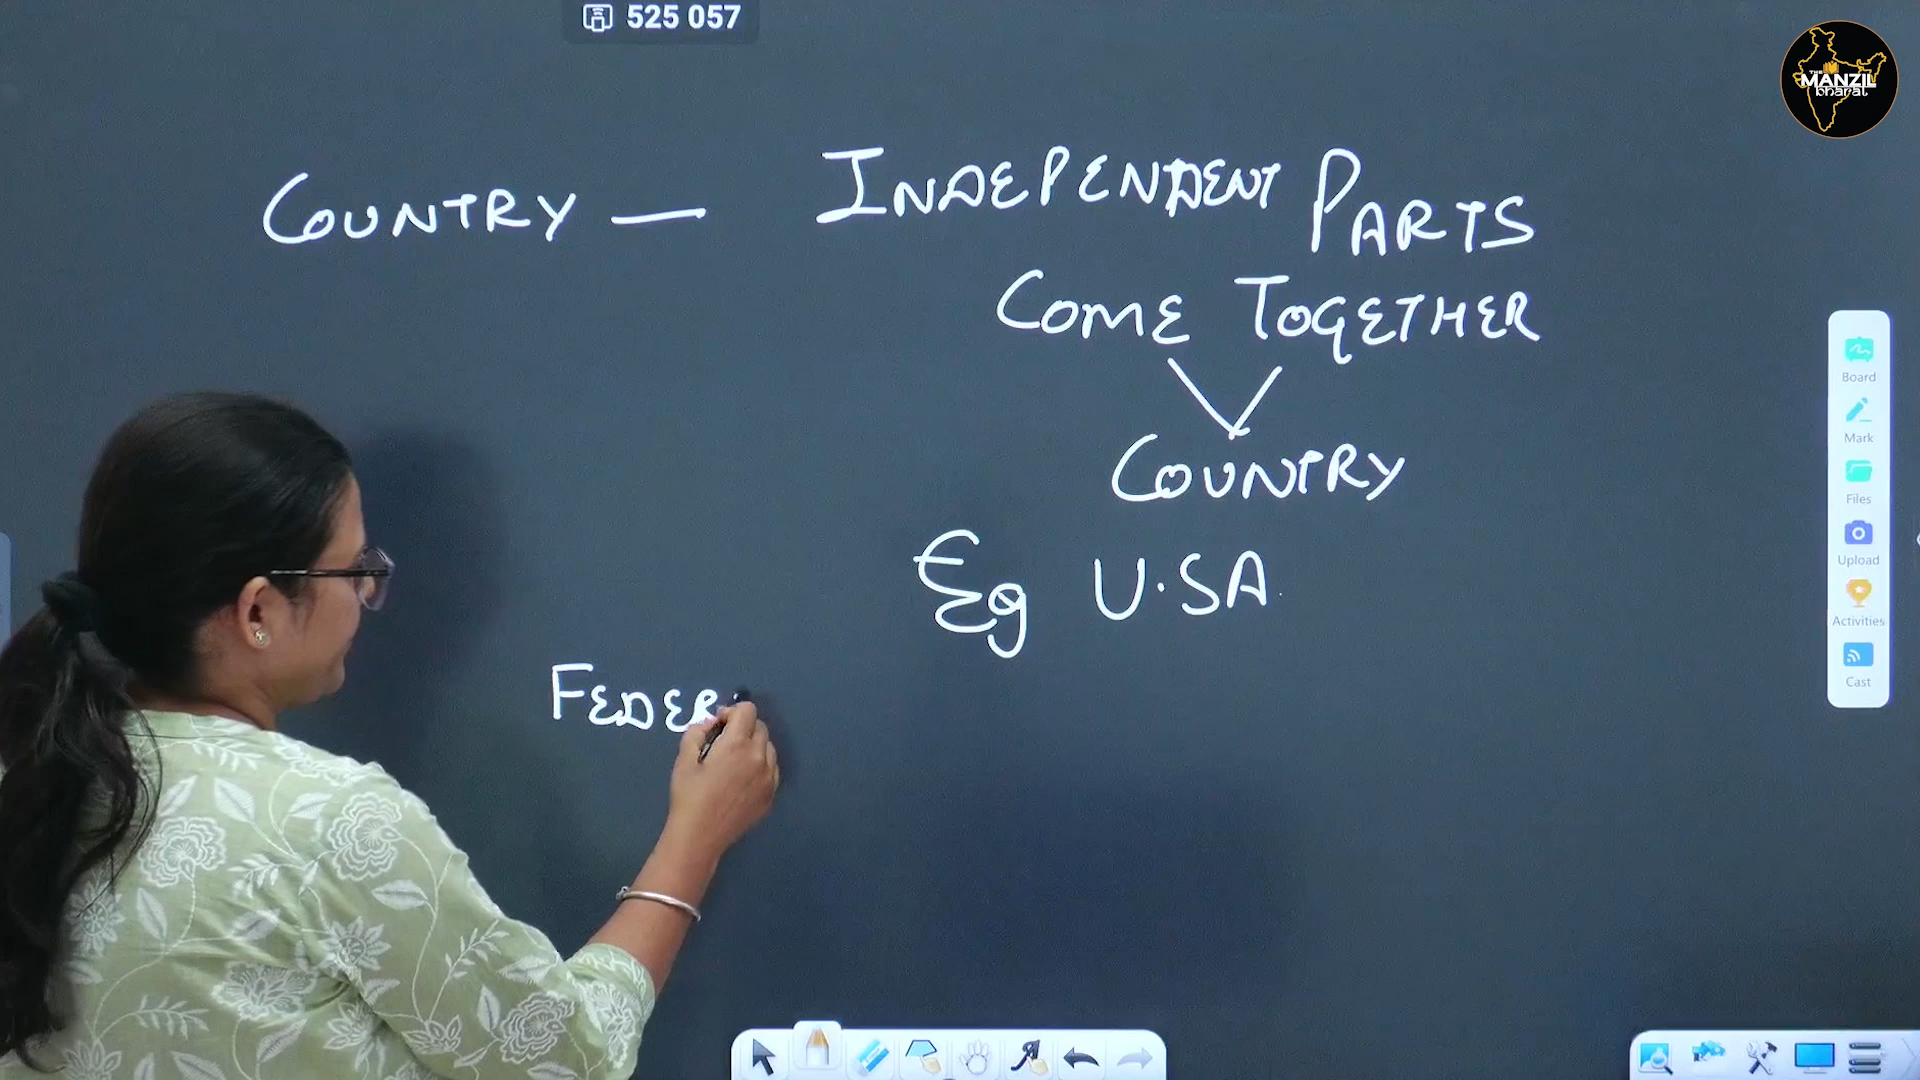 525 057
THE
MANZIL
bharat
COUNTRY — INDEPENDENT PARTS
COME TOGETHER
COUNTRY
Eg U.SA.
FEDER
Board
Mark
Files
Upload
Activities
Cast